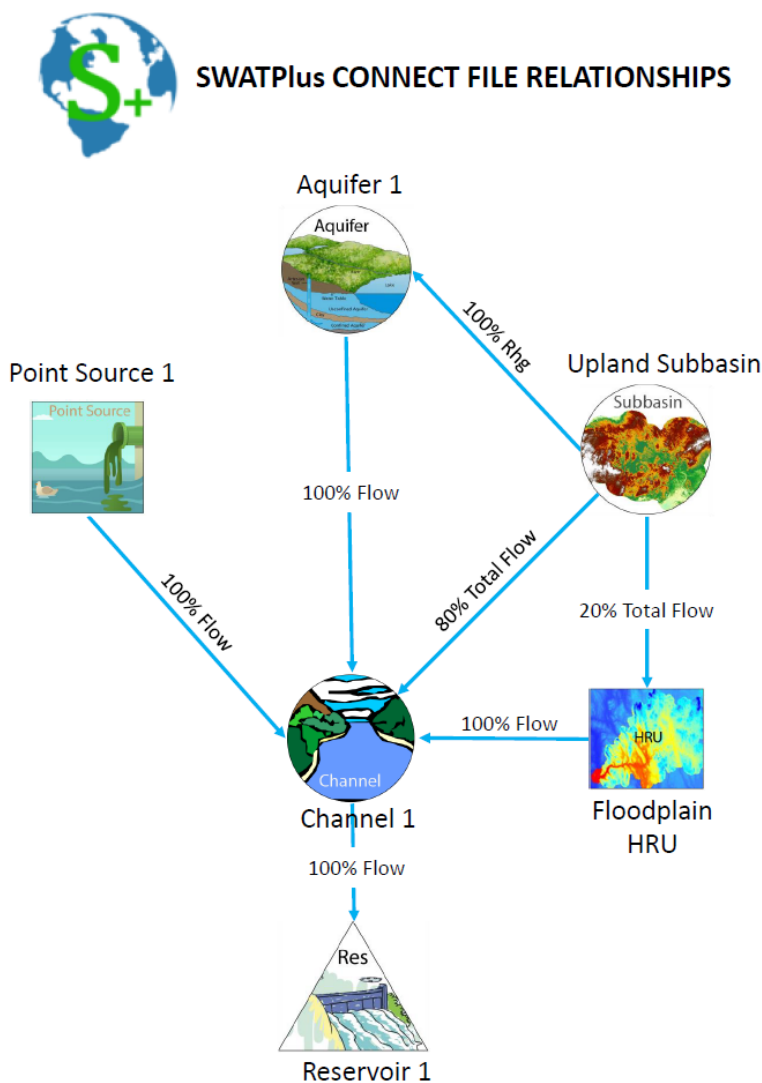 S+
SWATPlus CONNECT FILE RELATIONSHIPS
Aquifer 1
Aquifer
100% Rhg
Upland Subbasin
Subbasin
Point Source 1
Point Source
100% Flow
100% Flow
80% Total Flow
20% Total Flow
100% Flow
HRU
Floodplain
HRU
Channel
Channel 1
100% Flow
Res
Reservoir 1